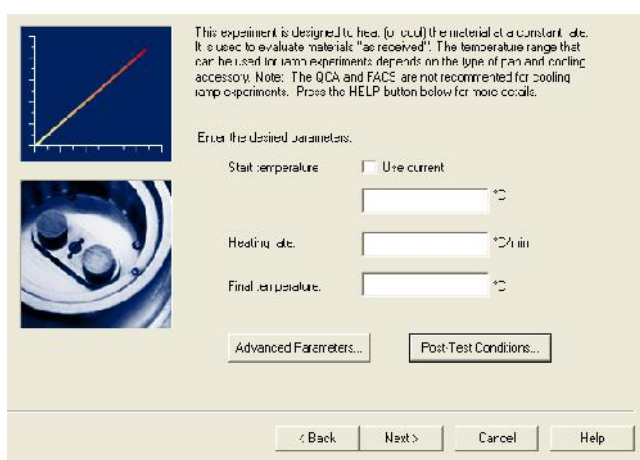 This experiment is designed to heat (or cool) the material at a constant rate.
It is used to evaluate materials "as received". The temperature range that
can be used for ramp experiments depends on the type of pan and cooling
accessory. Note: The QCA and FACS are not recommented for cooling
ramp experiments. Press the HELP button below for more details.
Enter the desired parameters:
Start temperature
Use current
°C
Heating rate:
°C/min
Final temperature:
°C
Advanced Parameters...
Post-Test Conditions...
< Back
Next >
Cancel
Help